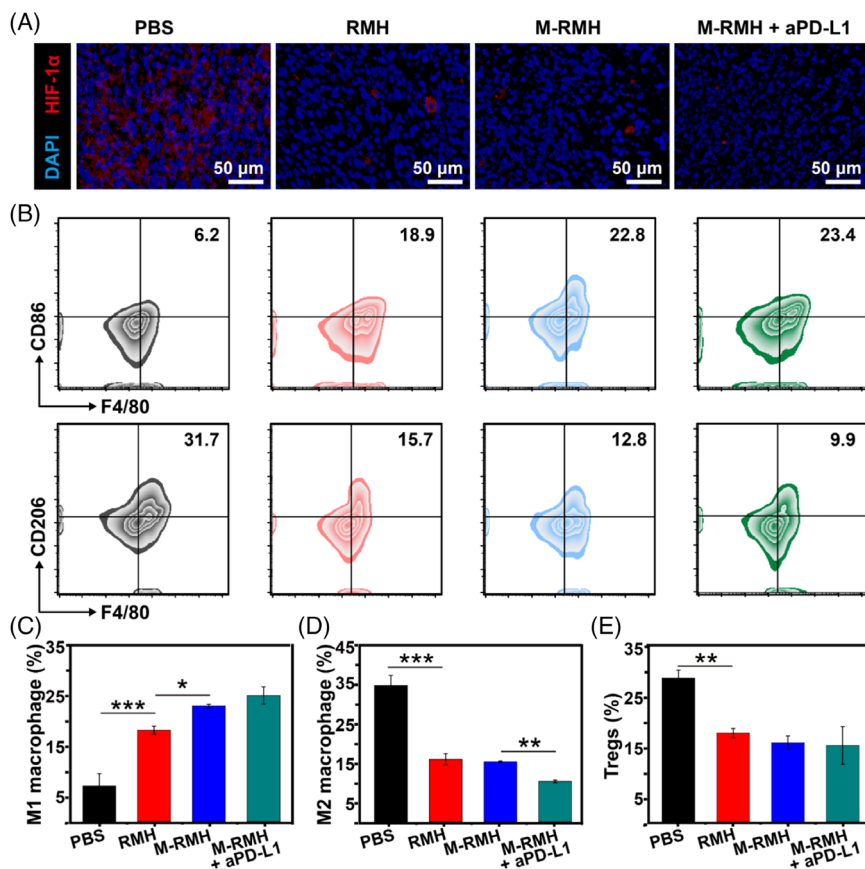 (A)
PBS RMH M-RMH M-RMH + aPD-L1
DAPI HIF-1α
50 μm 50 μm 50 μm 50 μm
(B)
6.2 18.9 22.8 23.4
CD86
F4/80
31.7 15.7 12.8 9.9
CD206
F4/80
(C)
M1 macrophage (%)
35
25
15
5
***
*
PBS RMH M-RMH M-RMH
+ aPD-L1
(D)
M2 macrophage (%)
45
35
25
15
5
***
**
PBS RMH M-RMH M-RMH
+ aPD-L1
(E)
Tregs (%)
35
25
15
5
**
PBS RMH M-RMH M-RMH
+ aPD-L1